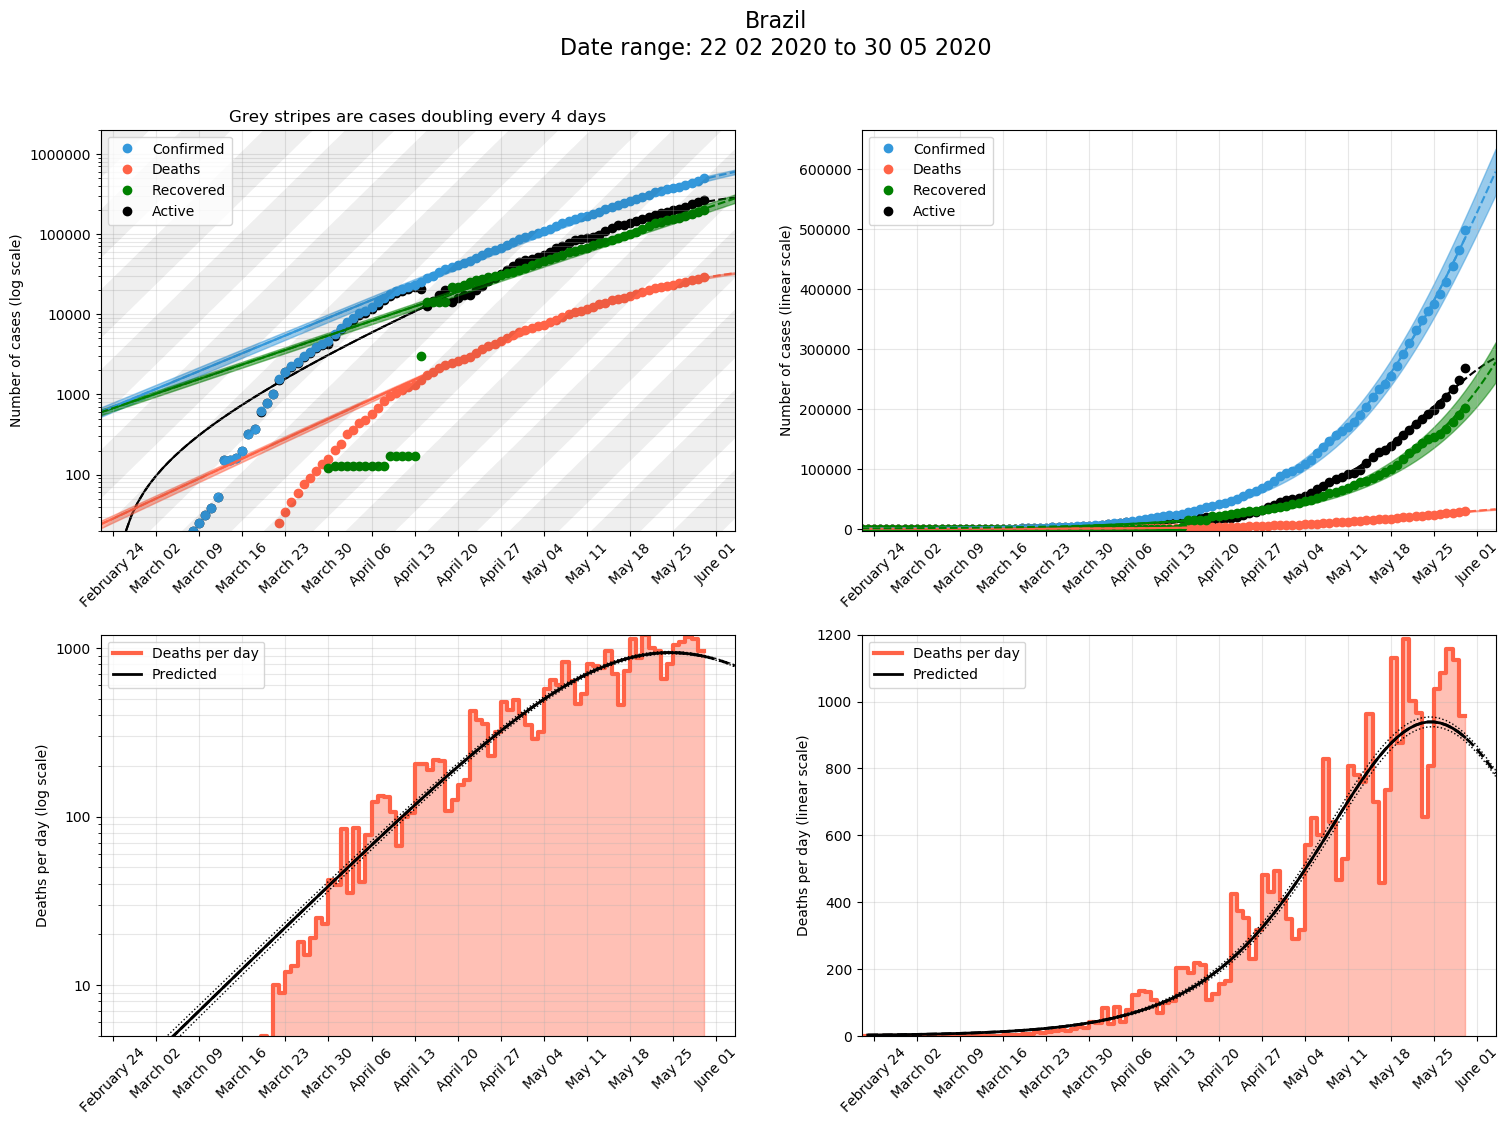 Brazil
Date range: 22 02 2020 to 30 05 2020
Grey stripes are cases doubling every 4 days
Number of cases (log scale)
1000000
100000
10000
1000
100
Confirmed
Deaths
Recovered
Active
February 24
March 02
March 09
March 16
March 23
March 30
April 06
April 13
April 20
April 27
May 04
May 11
May 18
May 25
June 01
Number of cases (linear scale)
600000
500000
400000
300000
200000
100000
0
Confirmed
Deaths
Recovered
Active
February 24
March 02
March 09
March 16
March 23
March 30
April 06
April 13
April 20
April 27
May 04
May 11
May 18
May 25
June 01
Deaths per day (log scale)
1000
100
10
Deaths per day
Predicted
February 24
March 02
March 09
March 16
March 23
March 30
April 06
April 13
April 20
April 27
May 04
May 11
May 18
May 25
June 01
Deaths per day (linear scale)
1200
1000
800
600
400
200
0
Deaths per day
Predicted
February 24
March 02
March 09
March 16
March 23
March 30
April 06
April 13
April 20
April 27
May 04
May 11
May 18
May 25
June 01